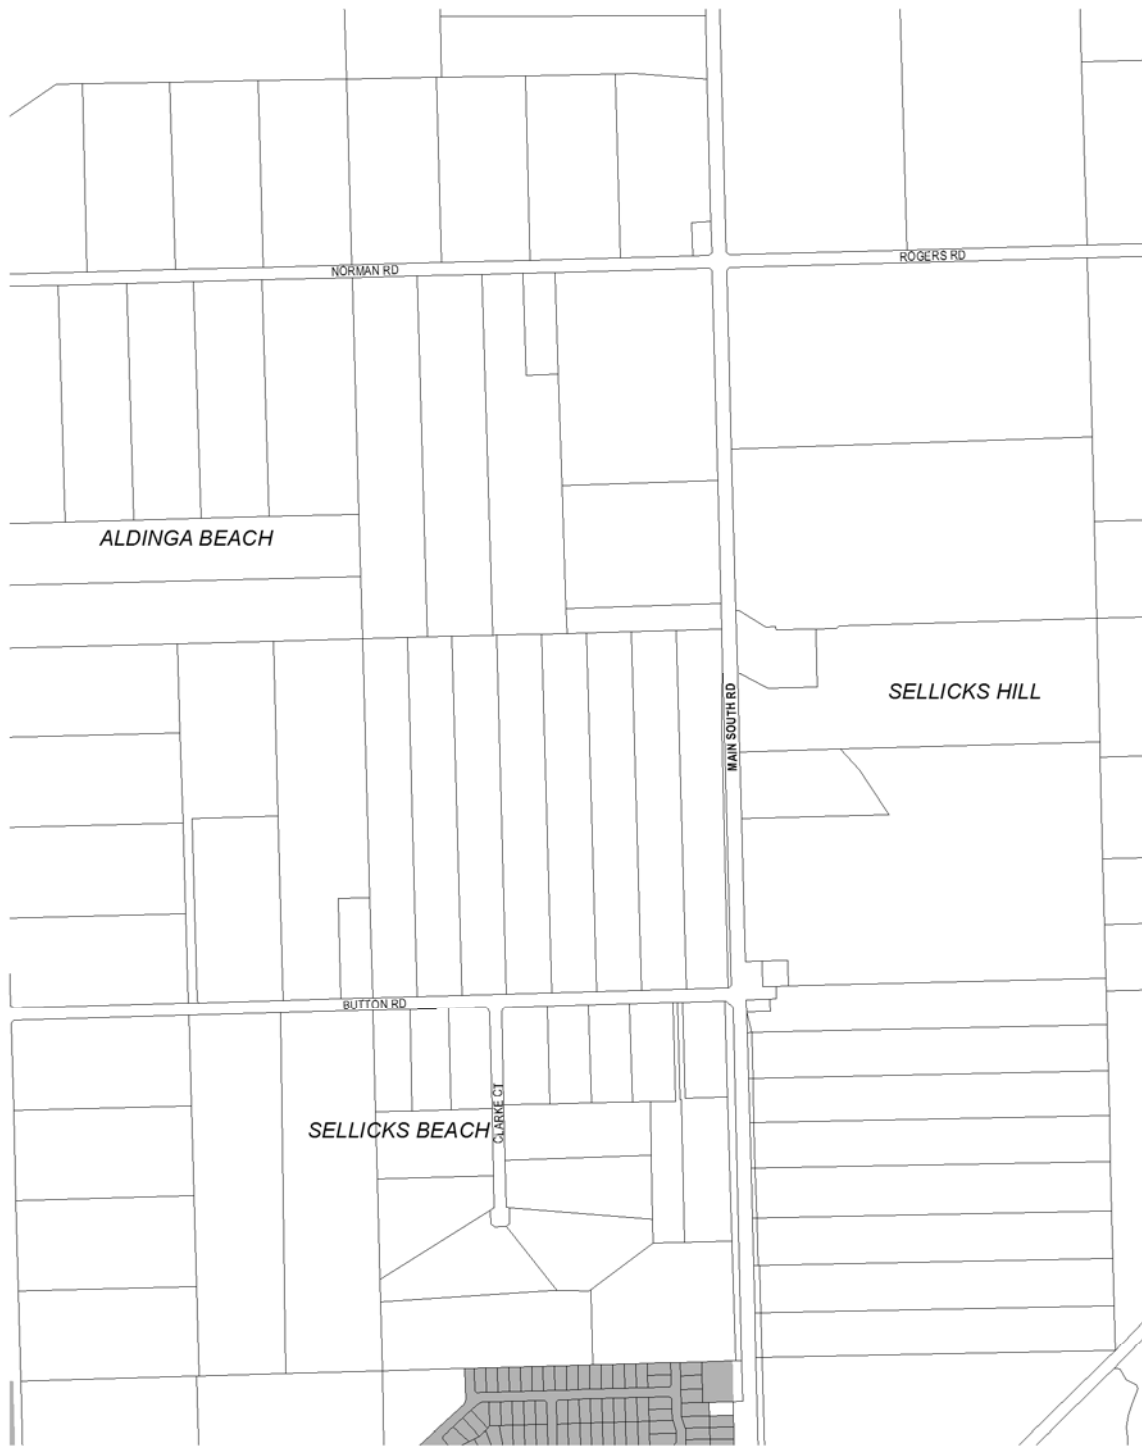 NORMAN RD
ROGERS RD
ALDINGA BEACH
SELLICKS HILL
MAIN SOUTH RD
BUTTON RD
CLARKE CT
SELLICKS BEACH